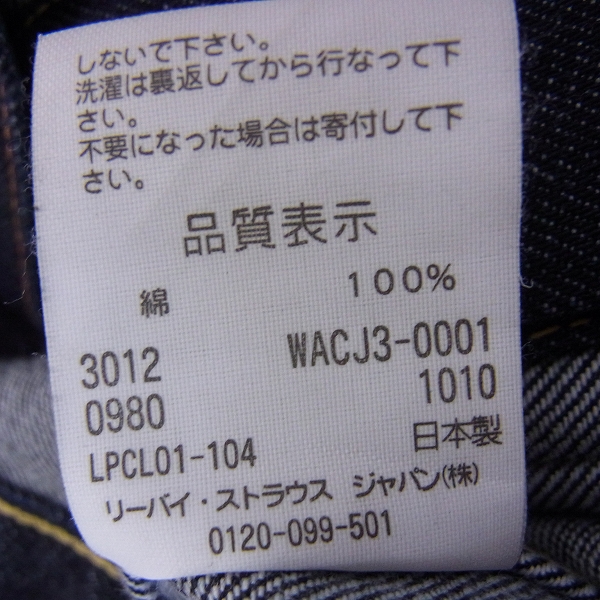 しないで下さい。
洗濯は裏返してから行なって下
さい。
不要になった場合は寄付して下
さい。
品質表示
綿 100%
3012 WACJ3-0001
0980 1010
LPCL01-104 日本製
リーバイ・ストラウス ジャパン(株)
0120-099-501